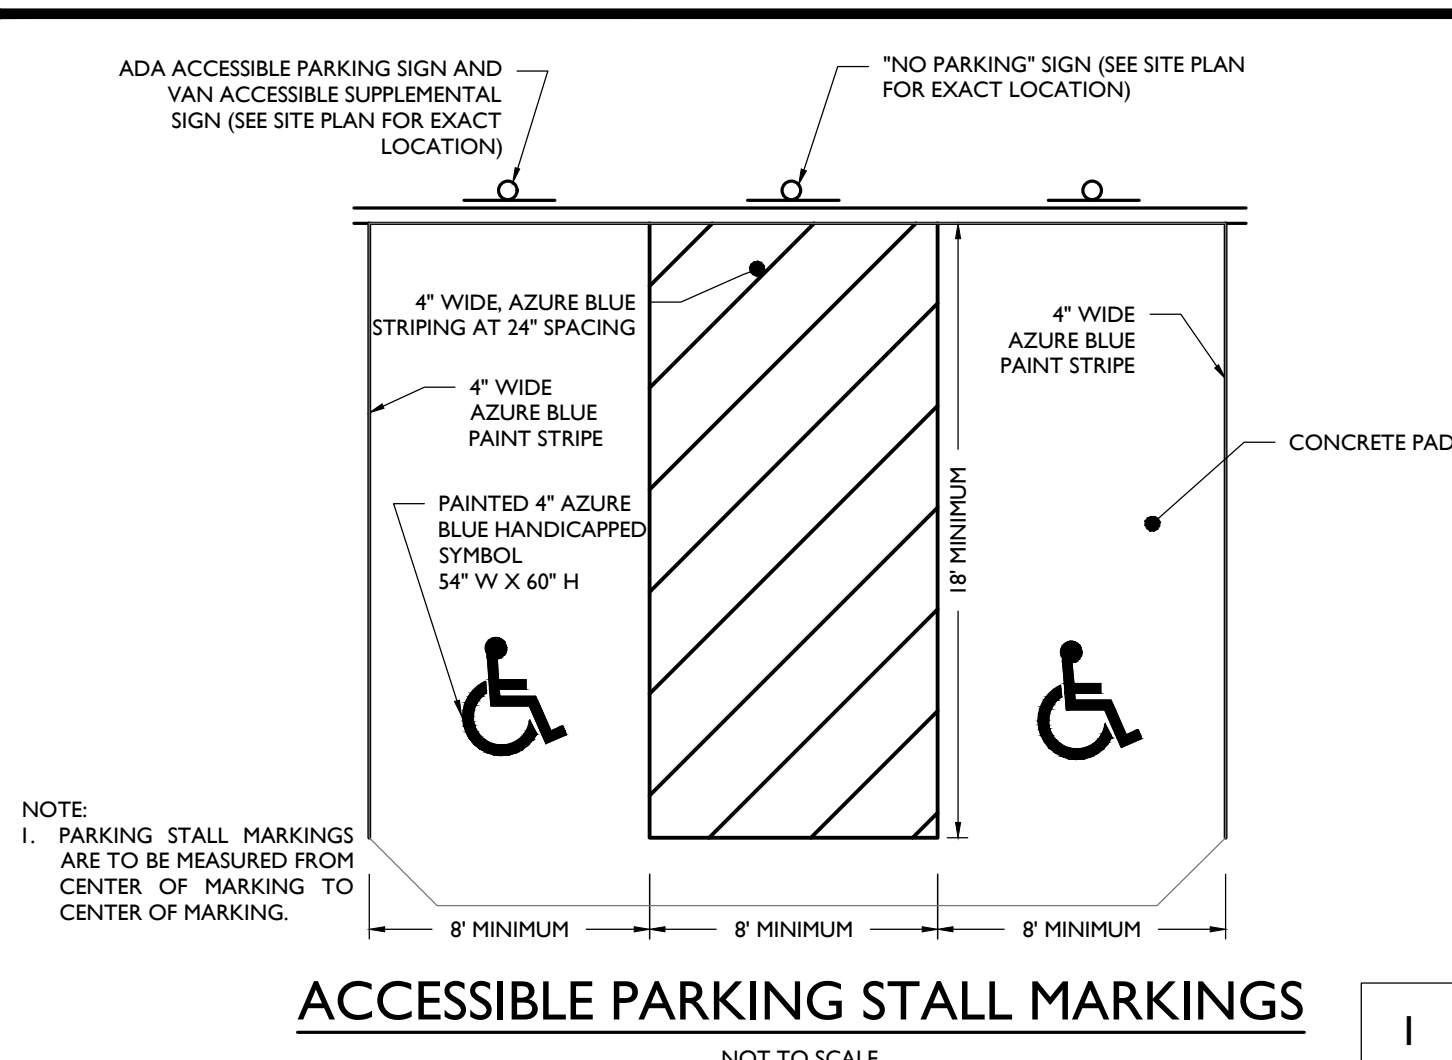 ADA ACCESSIBLE PARKING SIGN AND
VAN ACCESSIBLE SUPPLEMENTAL
SIGN (SEE SITE PLAN FOR EXACT
LOCATION)
"NO PARKING" SIGN (SEE SITE PLAN
FOR EXACT LOCATION)
4" WIDE, AZURE BLUE
STRIPING AT 24" SPACING
4" WIDE
AZURE BLUE
PAINT STRIPE
4" WIDE
AZURE BLUE
PAINT STRIPE
CONCRETE PAD
PAINTED 4" AZURE
BLUE HANDICAPPED
SYMBOL
54" W X 60" H
18' MINIMUM
NOTE:
1. PARKING STALL MARKINGS
ARE TO BE MEASURED FROM
CENTER OF MARKING TO
CENTER OF MARKING.
8' MINIMUM
8' MINIMUM
8' MINIMUM
ACCESSIBLE PARKING STALL MARKINGS
1
NOT TO SCALE